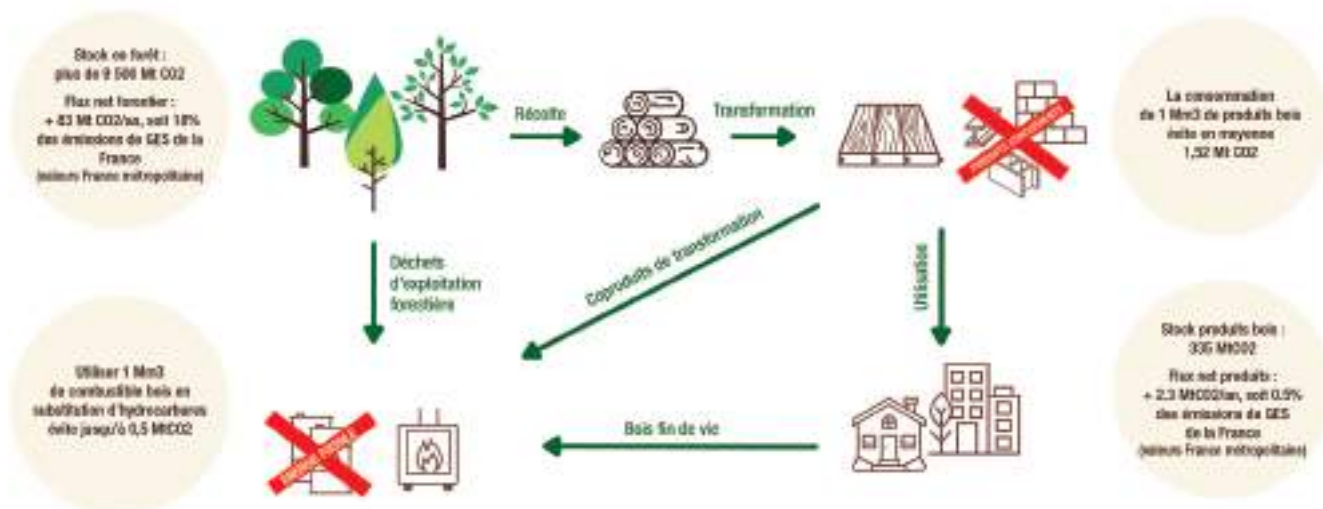 Stock en forêt :
plus de 9 500 Mt CO2
Flux net forestier :
+ 83 Mt CO2/an, soit 18%
des émissions de GES de la
France
(valeurs France métropolitaine)
Récolte
Transformation
La consommation
de 1 Mm3 de produits bois
évite en moyenne
1,52 Mt CO2
Déchets
d'exploitation
forestière
Coproduits de transformation
Utilisation
Stock produits bois :
335 MtCO2
Flux net produits :
+ 2.3 MtCO2/an, soit 0.5%
des émissions de GES
de la France
(valeurs France métropolitaine)
Utiliser 1 Mm3
de combustible bois en
substitution d'hydrocarbures
évite jusqu'à 0,5 MtCO2
Bois fin de vie